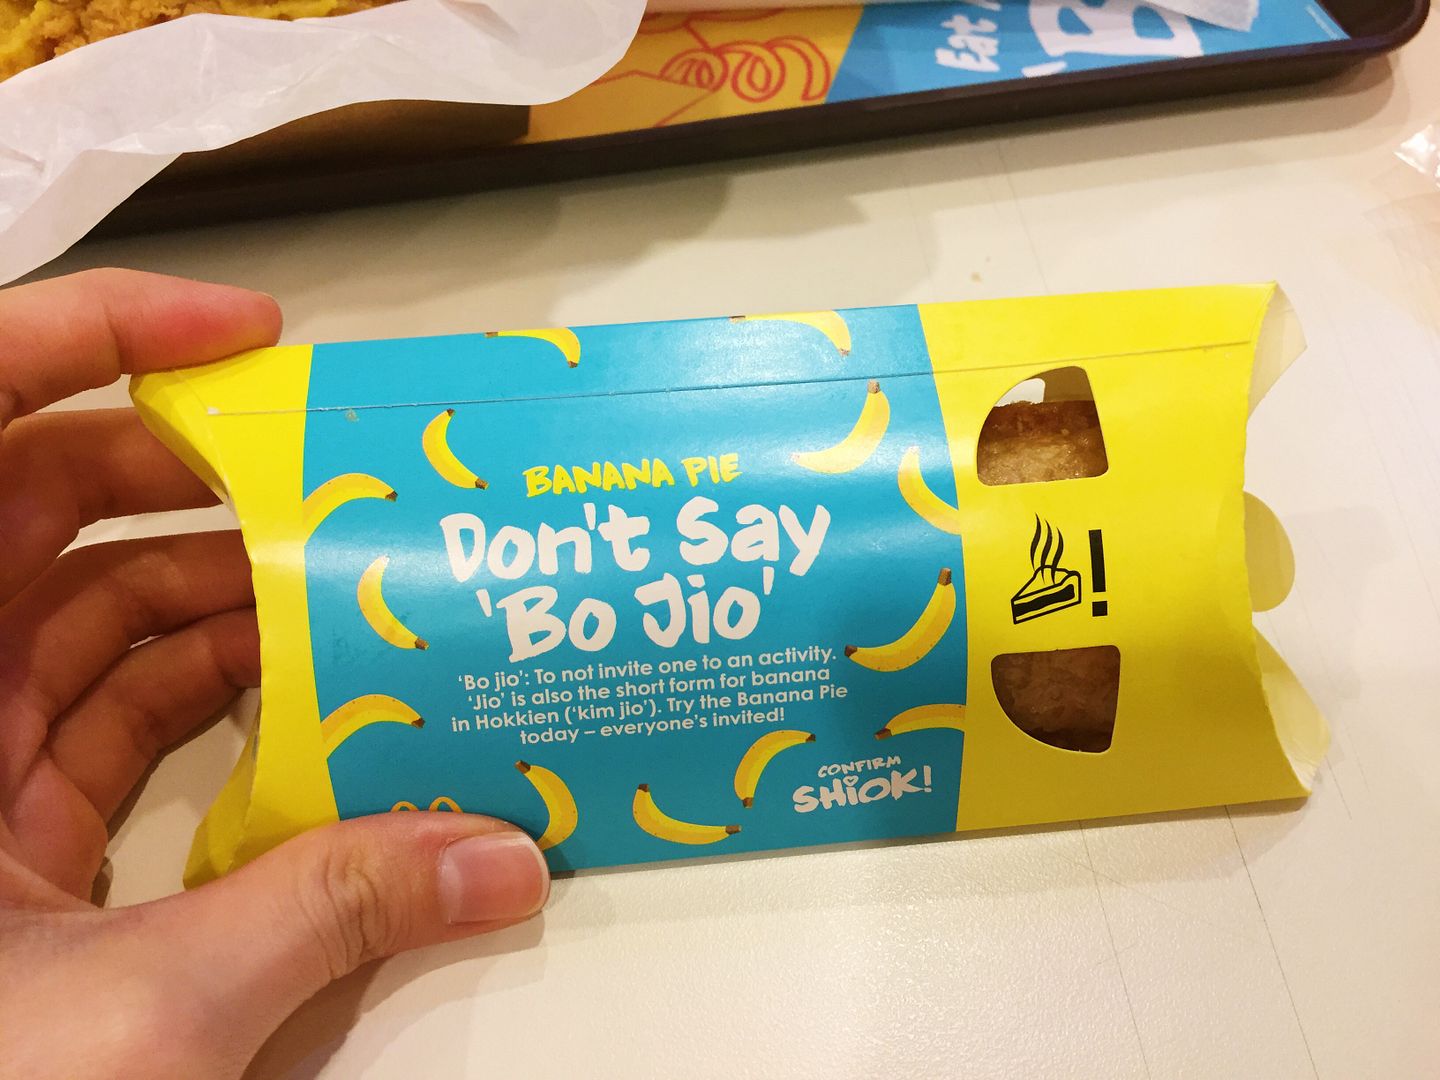 Eat
B
BANANA PIE
Don't Say
'Bo Jio'
'Bo jio': To not invite one to an activity.
'Jio' is also the short form for banana
in Hokkien ('kim jio'). Try the Banana Pie
today – everyone's invited!
CONFIRM
SHiOK!
!